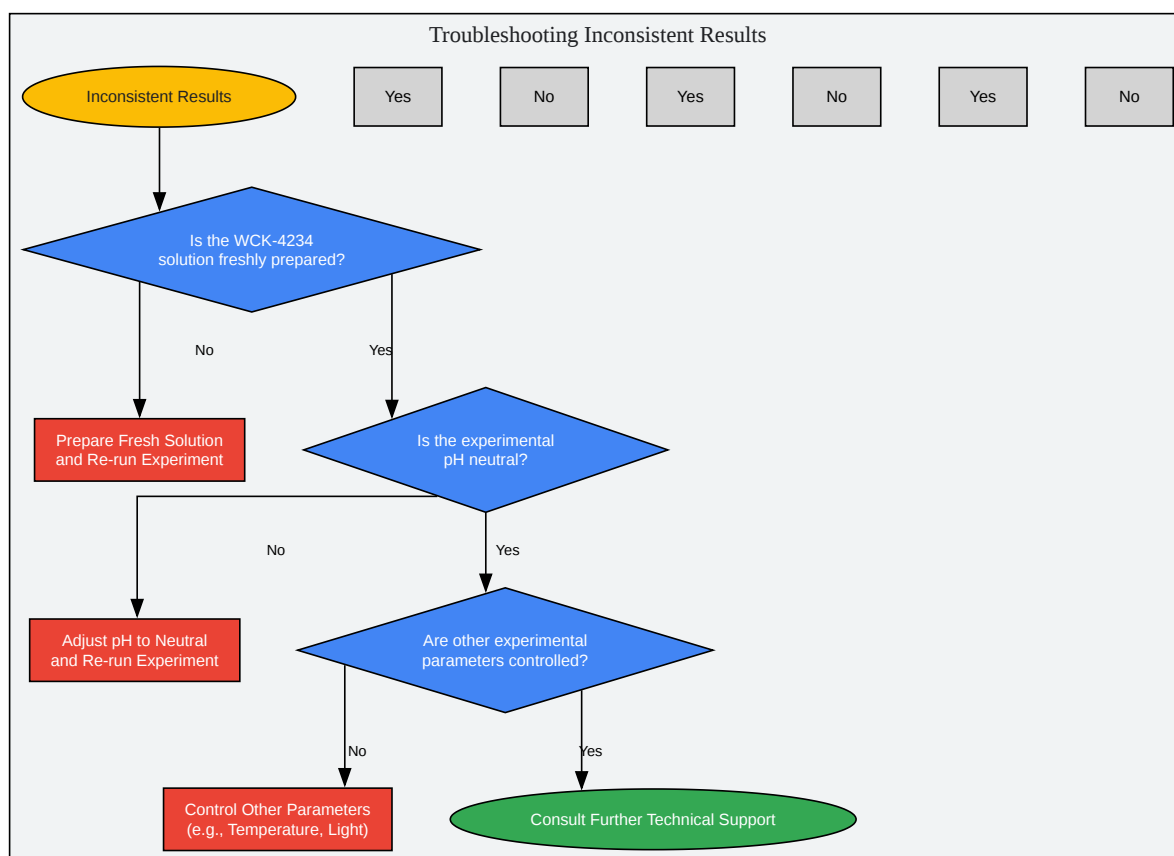 Troubleshooting Inconsistent Results
Inconsistent Results
Yes
No
Yes
No
Yes
No
Is the WCK-4234
solution freshly prepared?
No
Yes
Prepare Fresh Solution
and Re-run Experiment
Is the experimental
pH neutral?
No
Yes
Adjust pH to Neutral
and Re-run Experiment
Are other experimental
parameters controlled?
No
Yes
Control Other Parameters
(e.g., Temperature, Light)
Consult Further Technical Support